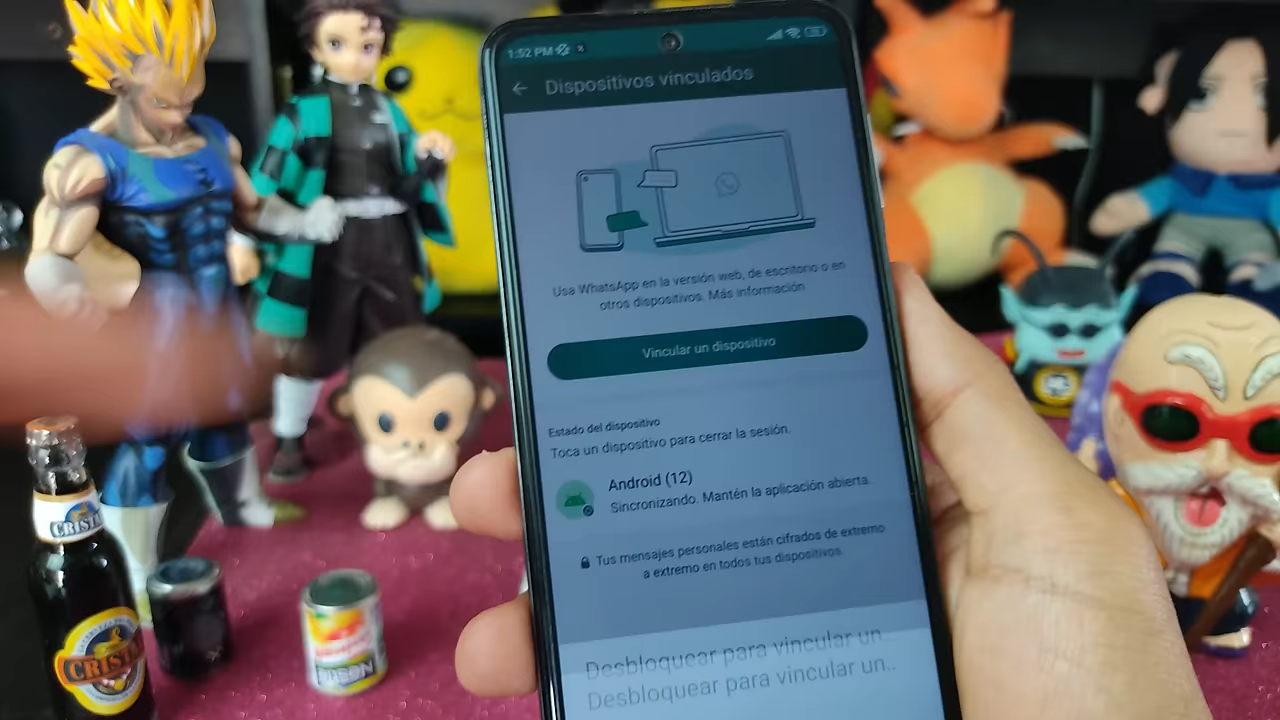 1:52 PM
Dispositivos vinculados
Usa WhatsApp en la versión web, de escritorio o en
otros dispositivos. Más información
Vincular un dispositivo
Estado del dispositivo
Toca un dispositivo para cerrar la sesión.
Android (12)
Sincronizando. Mantén la aplicación abierta.
Tus mensajes personales están cifrados de extremo
a extremo en todos tus dispositivos.
Desbloquear para vincular un...
Desbloquear para vincular un..
CRISTAL
CRISTAL